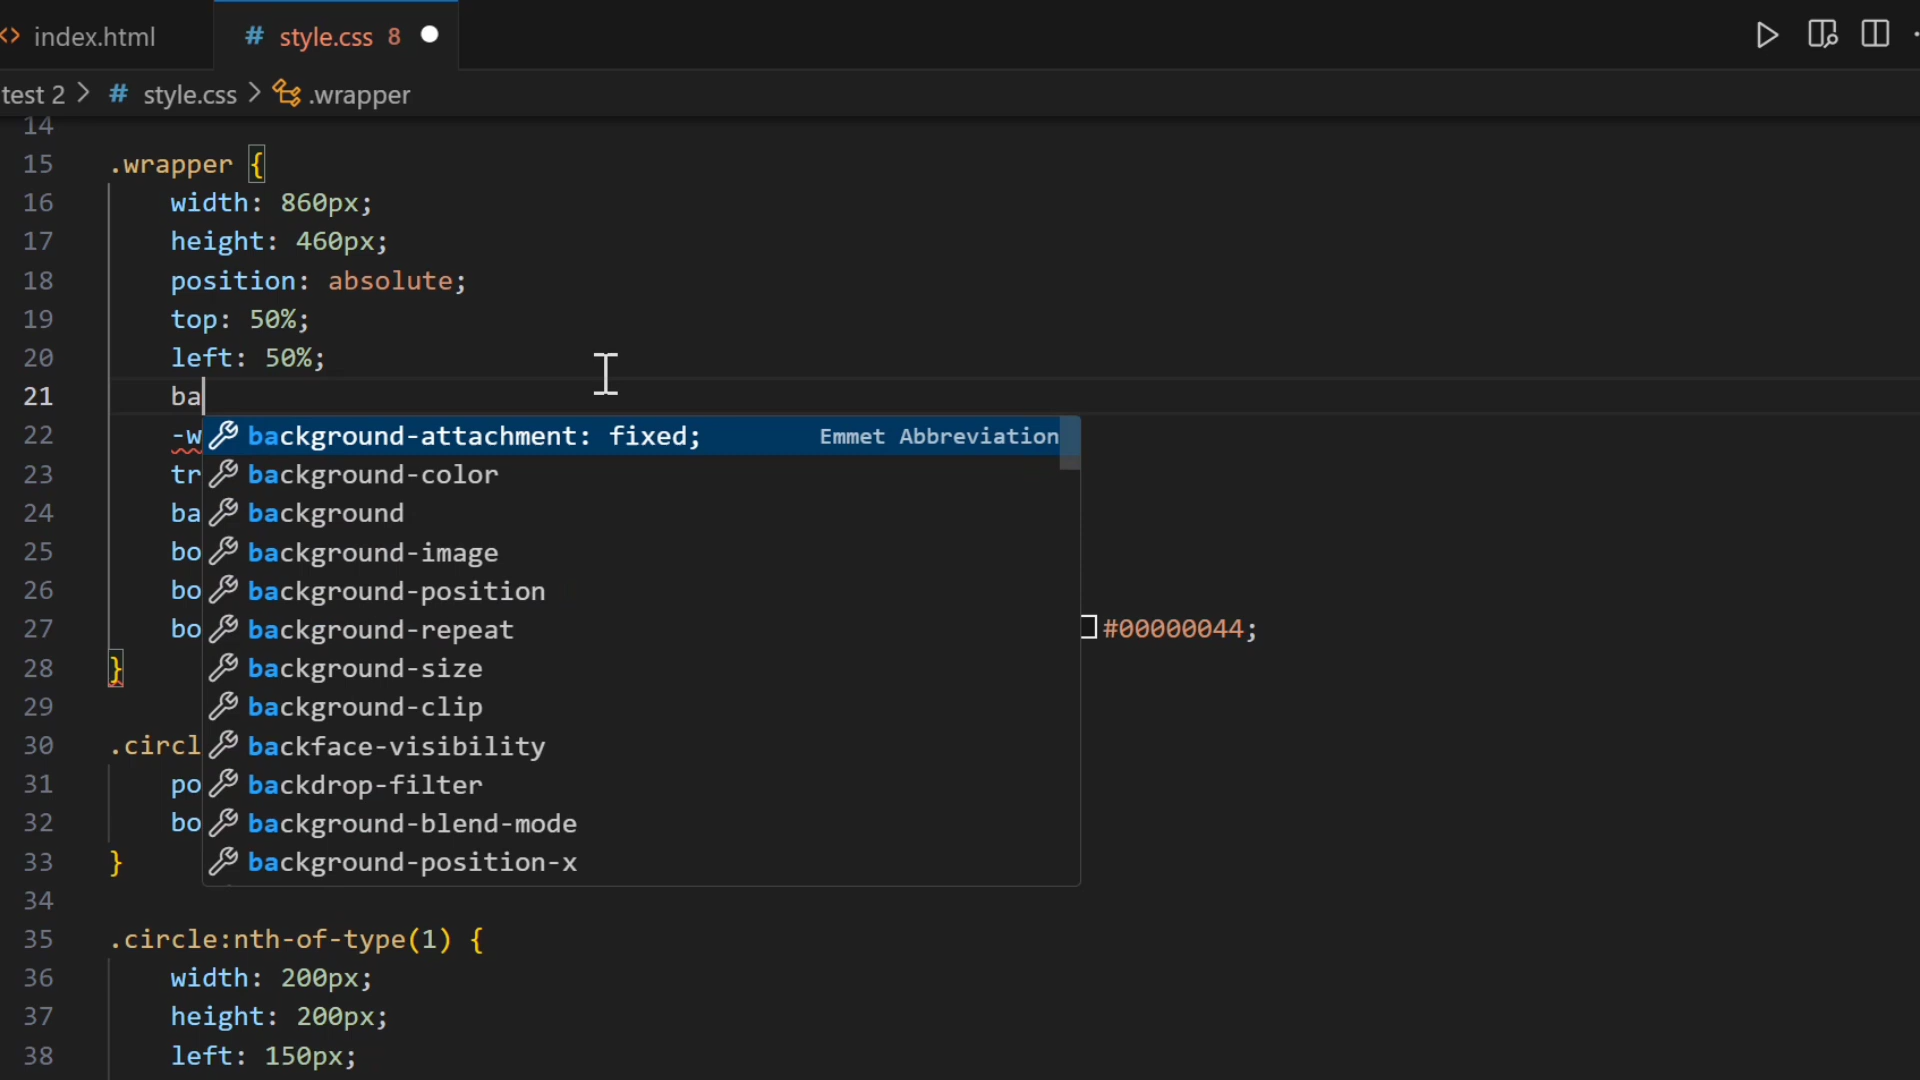 index.html
style.css 8
test 2 > # style.css > .wrapper
14
15 .wrapper {
16 width: 860px;
17 height: 460px;
18 position: absolute;
19 top: 50%;
20 left: 50%;
21 ba
22 -w background-attachment: fixed; Emmet Abbreviation
23 tr background-color
24 ba background
25 bo background-image
26 bo background-position
27 bo background-repeat #00000044;
28 } background-size
29 background-clip
30 .circl backface-visibility
31 po backdrop-filter
32 bo background-blend-mode
33 } background-position-x
34
35 .circle:nth-of-type(1) {
36 width: 200px;
37 height: 200px;
38 left: 150px;